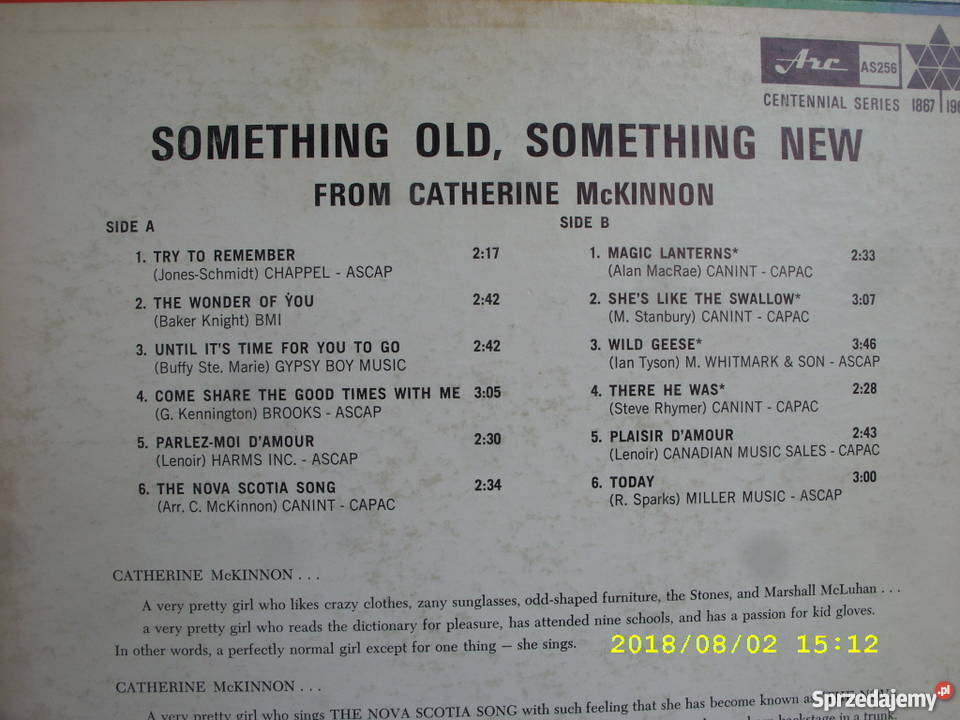 Arc AS256
CENTENNIAL SERIES 1867
SOMETHING OLD, SOMETHING NEW
FROM CATHERINE McKINNON
SIDE A
1. TRY TO REMEMBER 2:17
(Jones-Schmidt) CHAPPEL - ASCAP
2. THE WONDER OF YOU 2:42
(Baker Knight) BMI
3. UNTIL IT'S TIME FOR YOU TO GO 2:42
(Buffy Ste. Marie) GYPSY BOY MUSIC
4. COME SHARE THE GOOD TIMES WITH ME 3:05
(G. Kennington) BROOKS - ASCAP
5. PARLEZ-MOI D'AMOUR 2:30
(Lenoir) HARMS INC. - ASCAP
6. THE NOVA SCOTIA SONG 2:34
(Arr. C. McKinnon) CANINT - CAPAC
SIDE B
1. MAGIC LANTERNS* 2:33
(Alan MacRae) CANINT - CAPAC
2. SHE'S LIKE THE SWALLOW* 3:07
(M. Stanbury) CANINT - CAPAC
3. WILD GEESE* 3:46
(Ian Tyson) M. WHITMARK & SON - ASCAP
4. THERE HE WAS* 2:28
(Steve Rhymer) CANINT - CAPAC
5. PLAISIR D'AMOUR 2:43
(Lenoir) CANADIAN MUSIC SALES - CAPAC
6. TODAY 3:00
(R. Sparks) MILLER MUSIC - ASCAP
CATHERINE McKINNON . . .
A very pretty girl who likes crazy clothes, zany sunglasses, odd-shaped furniture, the Stones, and Marshall McLuhan . . .
a very pretty girl who reads the dictionary for pleasure, has attended nine schools, and has a passion for kid gloves.
In other words, a perfectly normal girl except for one thing — she sings.
2018/08/02 15:12
CATHERINE McKINNON . . .
A very pretty girl who sings THE NOVA SCOTIA SONG with such feeling that she has become known as
backstage in a trunk.
Sprzedajemy.pl